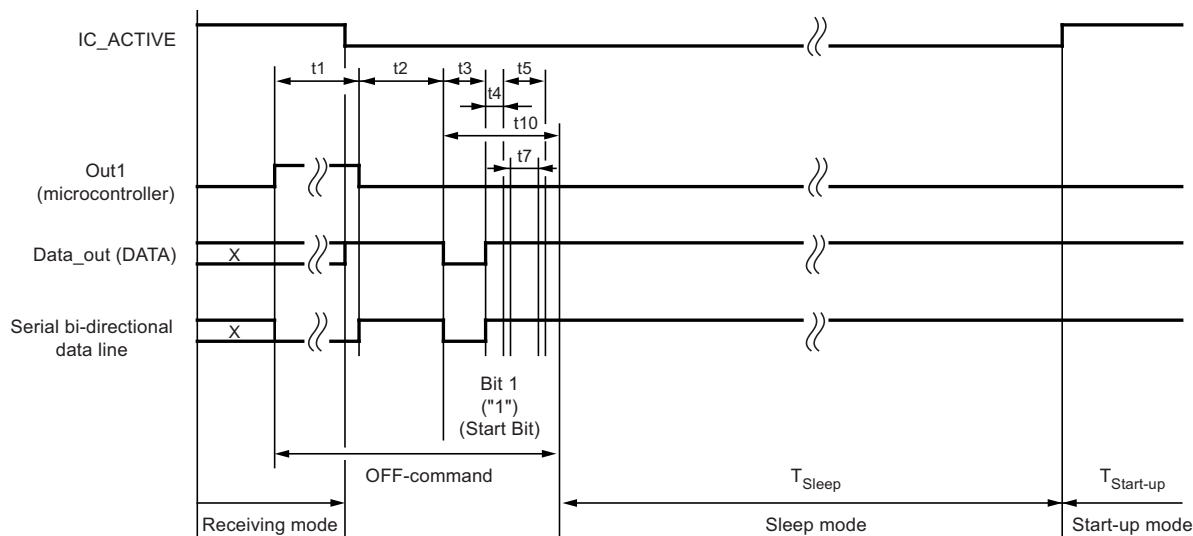 IC_ACTIVE
t1
t2
t3
t5
t4
t10
t7
Out1
(microcontroller)
Data_out (DATA)
X
Serial bi-directional
data line
X
Bit 1
("1")
(Start Bit)
OFF-command
TSleep
TStart-up
Receiving mode
Sleep mode
Start-up mode